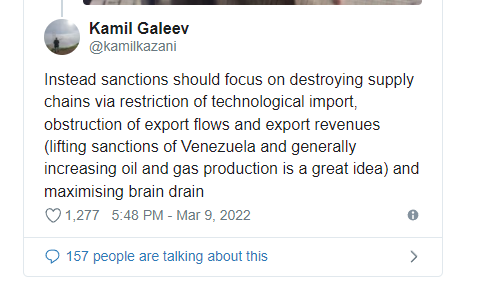 Kamil Galeev
@kamilkazani
Instead sanctions should focus on destroying supply
chains via restriction of technological import,
obstruction of export flows and export revenues
(lifting sanctions of Venezuela and generally
increasing oil and gas production is a great idea) and
maximising brain drain
1,277 5:48 PM - Mar 9, 2022
157 people are talking about this